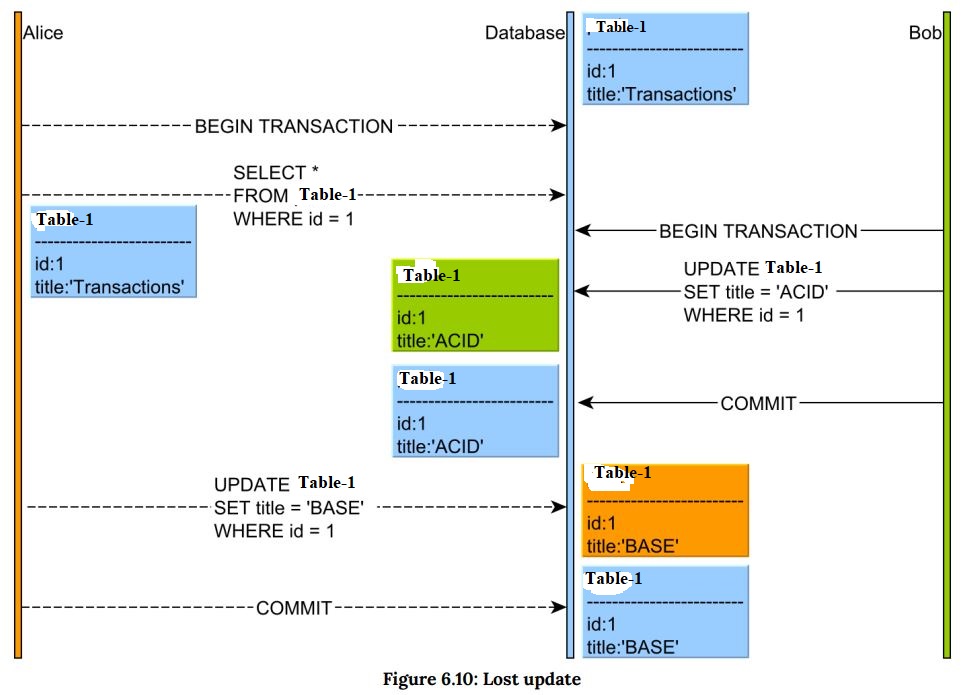 Alice
Database
Table-1
-------------------------
id:1
title:'Transactions'
Bob
BEGIN TRANSACTION
SELECT *
FROM Table-1
WHERE id = 1
Table-1
-------------------------
id:1
title:'Transactions'
BEGIN TRANSACTION
UPDATE Table-1
SET title = 'ACID'
WHERE id = 1
Table-1
-------------------------
id:1
title:'ACID'
Table-1
-------------------------
id:1
title:'ACID'
COMMIT
UPDATE Table-1
SET title = 'BASE'
WHERE id = 1
Table-1
-------------------------
id:1
title:'BASE'
COMMIT
Table-1
-------------------------
id:1
title:'BASE'
Figure 6.10: Lost update